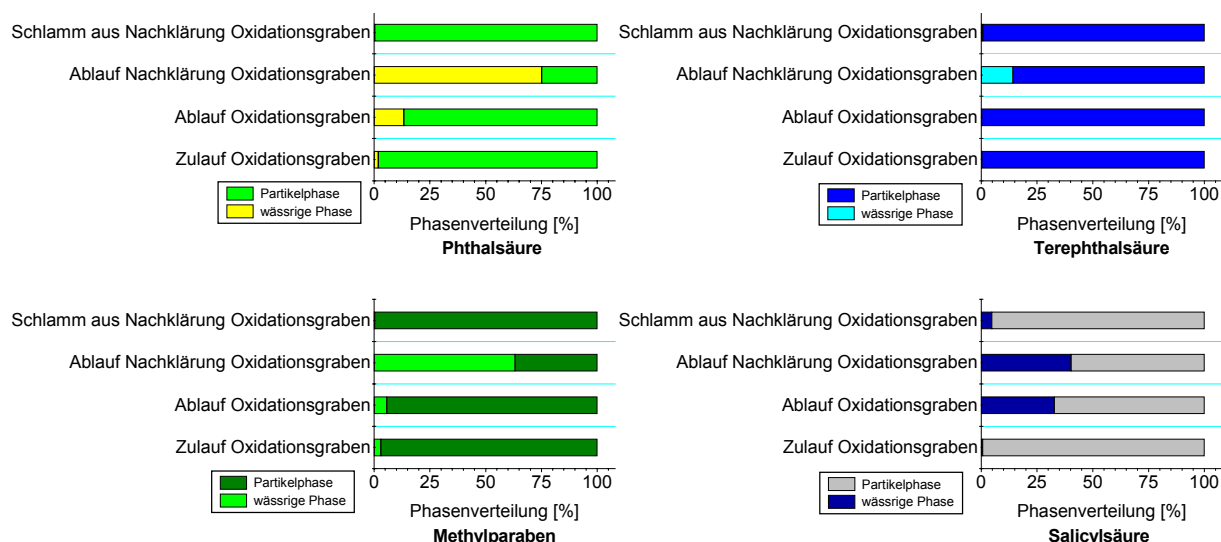 Schlamm aus Nachklärung Oxidationsgraben
Ablauf Nachklärung Oxidationsgraben
Ablauf Oxidationsgraben
Zulauf Oxidationsgraben
Partikelphase
wässrige Phase
0 25 50 75 100
Phasenverteilung [%]
Phthalsäure
Schlamm aus Nachklärung Oxidationsgraben
Ablauf Nachklärung Oxidationsgraben
Ablauf Oxidationsgraben
Zulauf Oxidationsgraben
Partikelphase
wässrige Phase
0 25 50 75 100
Phasenverteilung [%]
Terephthalsäure
Schlamm aus Nachklärung Oxidationsgraben
Ablauf Nachklärung Oxidationsgraben
Ablauf Oxidationsgraben
Zulauf Oxidationsgraben
Partikelphase
wässrige Phase
0 25 50 75 100
Phasenverteilung [%]
Methylparaben
Schlamm aus Nachklärung Oxidationsgraben
Ablauf Nachklärung Oxidationsgraben
Ablauf Oxidationsgraben
Zulauf Oxidationsgraben
Partikelphase
wässrige Phase
0 25 50 75 100
Phasenverteilung [%]
Salicylsäure